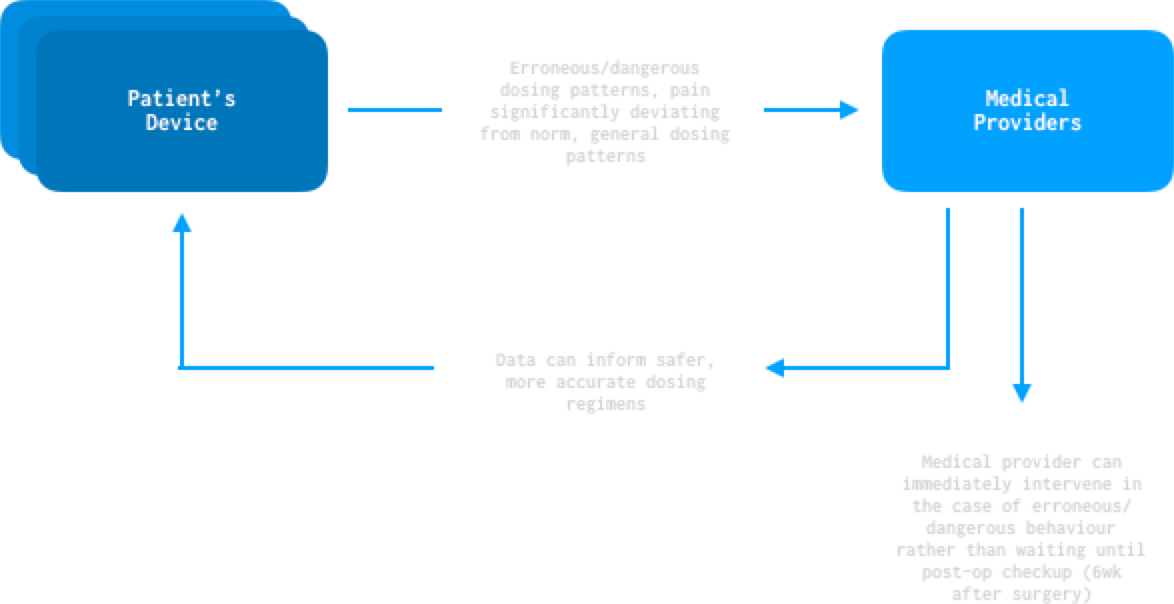 Patient's
Device
Erroneous/dangerous
dosing patterns, pain
significantly deviating
from norm, general dosing
patterns
Medical
Providers
Data can inform safer,
more accurate dosing
regimens
Medical provider can
immediately intervene in
the case of erroneous/
dangerous behaviour
rather than waiting until
post-op checkup (6wk
after surgery)